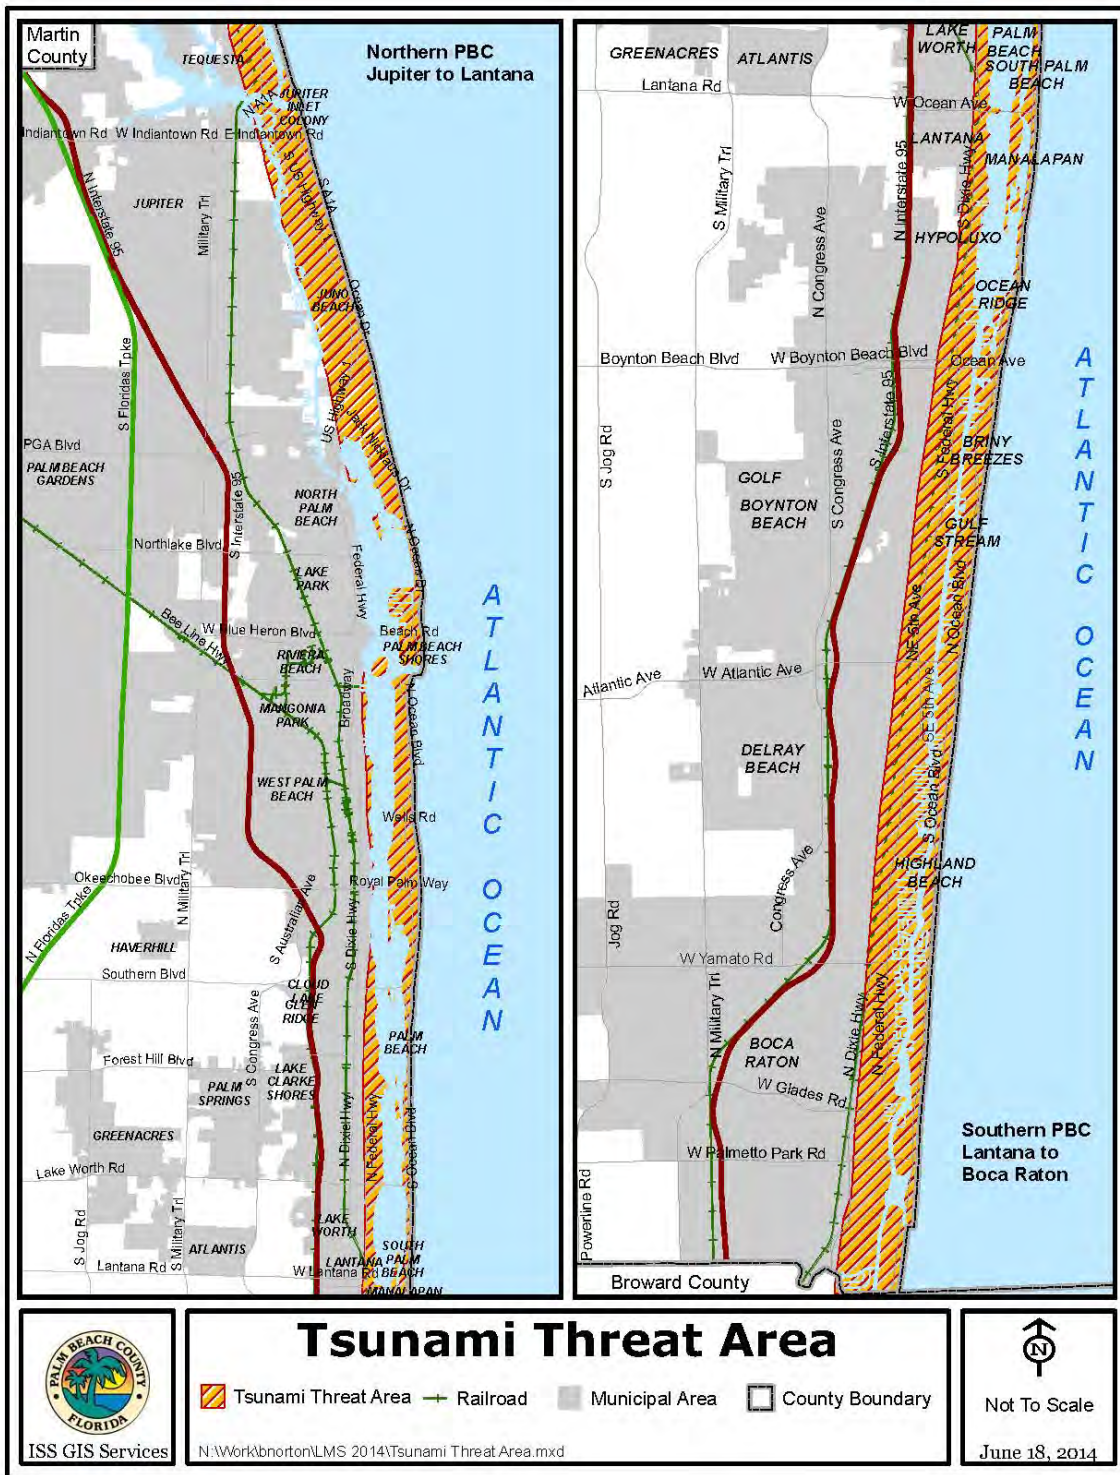 Martin
County
Northern PBC
Jupiter to Lantana
TEQUESTA
N A1A
JUPITER
INLET
COLONY
Indiantown Rd
W Indiantown Rd
E Indiantown Rd
S US Highway 1
S A1A
N Interstate 95
JUPITER
Military Trl
JUNO
BEACH
Ocean Dr
S Floridas Tpke
US Highway 1
Jack Nicklaus Dr
PGA Blvd
PALM BEACH
GARDENS
S Interstate 95
NORTH
PALM
BEACH
N Ocean Dr
Northlake Blvd
Federal Hwy
LAKE
PARK
Bee Line Hwy
W Blue Heron Blvd
Beach Rd
PALM BEACH
SHORES
RIVIERA
BEACH
MANGONIA
PARK
Broadway
N Ocean Blvd
WEST PALM
BEACH
Wells Rd
N Military Trl
Okeechobee Blvd
Royal Palm Way
N Floridas Tpke
S Australian Ave
S Dixie Hwy
HAVERHILL
Southern Blvd
CLOUD
LAKE
GLEN
RIDGE
S Congress Ave
PALM
BEACH
Forest Hill Blvd
LAKE
CLARKE
SHORES
PALM
SPRINGS
N Dixie Hwy
N Federal Hwy
S Ocean Blvd
GREENACRES
Lake Worth Rd
S Jog Rd
S Military Trl
LAKE
WORTH
ATLANTIS
Lantana Rd
W Lantana Rd
LANTANA
SOUTH
PALM
BEACH
MANALAPAN
ATLANTIC OCEAN
GREENACRES
ATLANTIS
LAKE
WORTH
PALM
BEACH
SOUTH PALM
BEACH
Lantana Rd
W Ocean Ave
LANTANA
MANALAPAN
S Military Trl
N Interstate 95
S Dixie Hwy
HYPOLUXO
N Congress Ave
OCEAN
RIDGE
Boynton Beach Blvd
W Boynton Beach Blvd
Ocean Ave
S Interstate 95
S Jog Rd
S Congress Ave
S Federal Hwy
BRINY
BREEZES
GOLF
BOYNTON
BEACH
GULF
STREAM
NE 5th Ave
N Ocean Blvd
Atlantic Ave
W Atlantic Ave
SE 5th Ave
DELRAY
BEACH
S Ocean Blvd
HIGHLAND
BEACH
Congress Ave
Jog Rd
W Yamato Rd
N Military Trl
N Dixie Hwy
N Federal Hwy
BOCA
RATON
W Glades Rd
W Palmetto Park Rd
Powerline Rd
Broward County
ATLANTIC OCEAN
Southern PBC
Lantana to
Boca Raton
PALM BEACH COUNTY
FLORIDA
ISS GIS Services
Tsunami Threat Area
Tsunami Threat Area
Railroad
Municipal Area
County Boundary
N:\Work\bnorton\LMS 2014\Tsunami Threat Area.mxd
N
Not To Scale
June 18, 2014